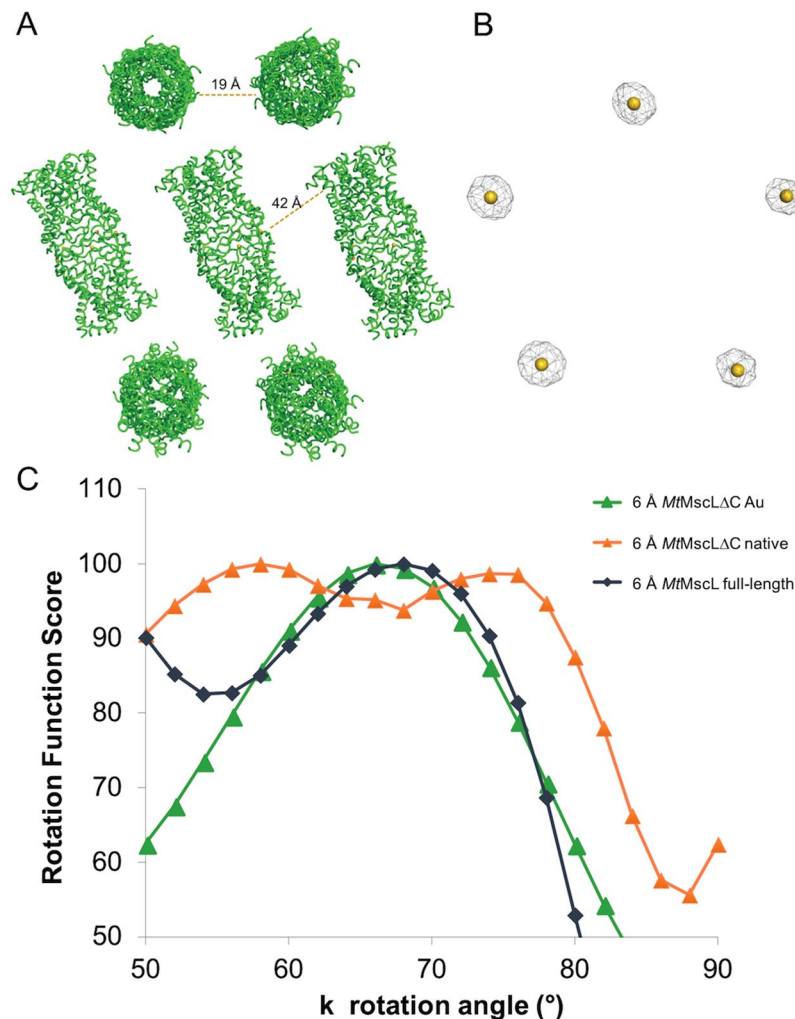 A
B
19 Å
42 Å
C
110
100
90
80
70
60
50
Rotation Function Score
6 Å MtMscLΔC Au
6 Å MtMscLΔC native
6 Å MtMscL full-length
50 60 70 80 90
k rotation angle (°)